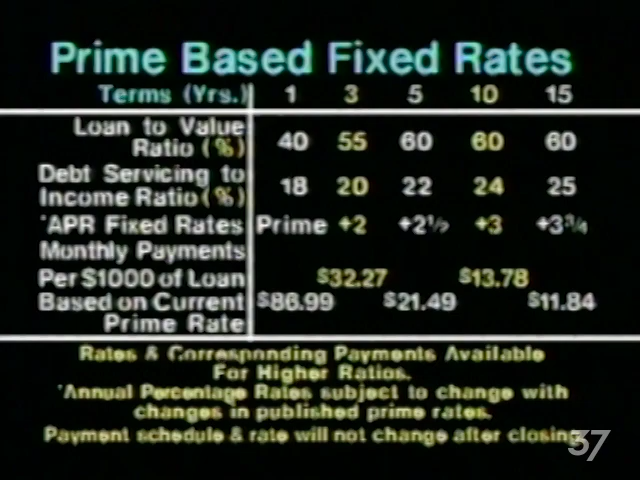 Prime Based Fixed Rates
Terms (Yrs.) 1 3 5 10 15
Loan to Value
Ratio (%) 40 55 60 60 60
Debt Servicing to
Income Ratio (%) 18 20 22 24 25
*APR Fixed Rates Prime +2 +2½ +3 +3¾
Monthly Payments
Per $1000 of Loan $32.27 $13.78
Based on Current $86.99 $21.49 $11.84
Prime Rate
Rates & Corresponding Payments Available
For Higher Ratios.
*Annual Percentage Rates subject to change with
changes in published prime rates.
Payment schedule & rate will not change after closing.
37